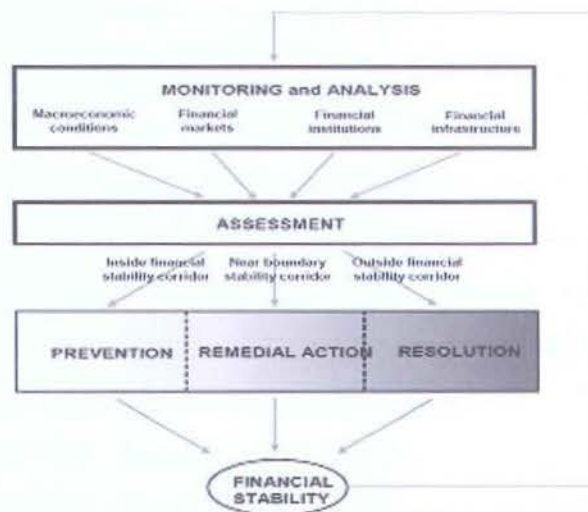 MONITORING and ANALYSIS
Macroeconomic conditions
Financial markets
Financial institutions
Financial infrastructure
ASSESSMENT
Inside financial stability corridor
Near boundary stability corridor
Outside financial stability corridor
PREVENTION
REMEDIAL ACTION
RESOLUTION
FINANCIAL
STABILITY